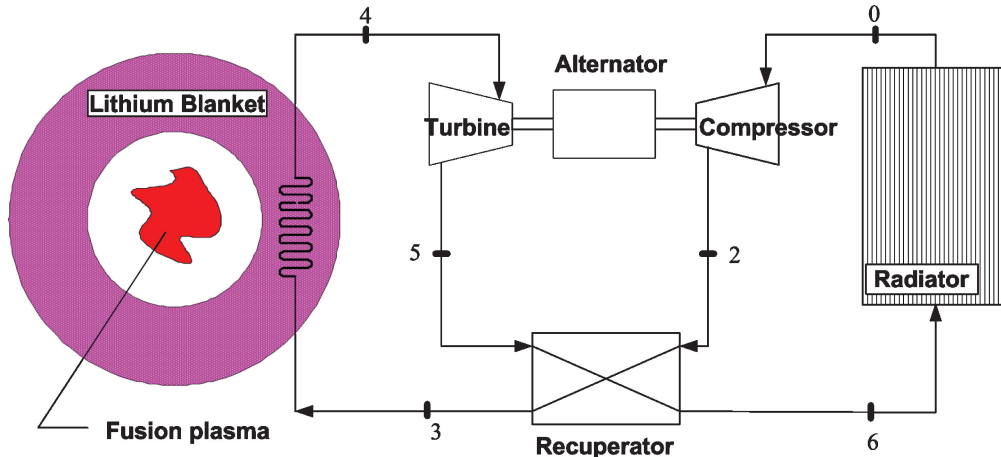 4
0
Alternator
Lithium Blanket
Turbine
Compressor
5
2
Radiator
3
6
Fusion plasma
Recuperator